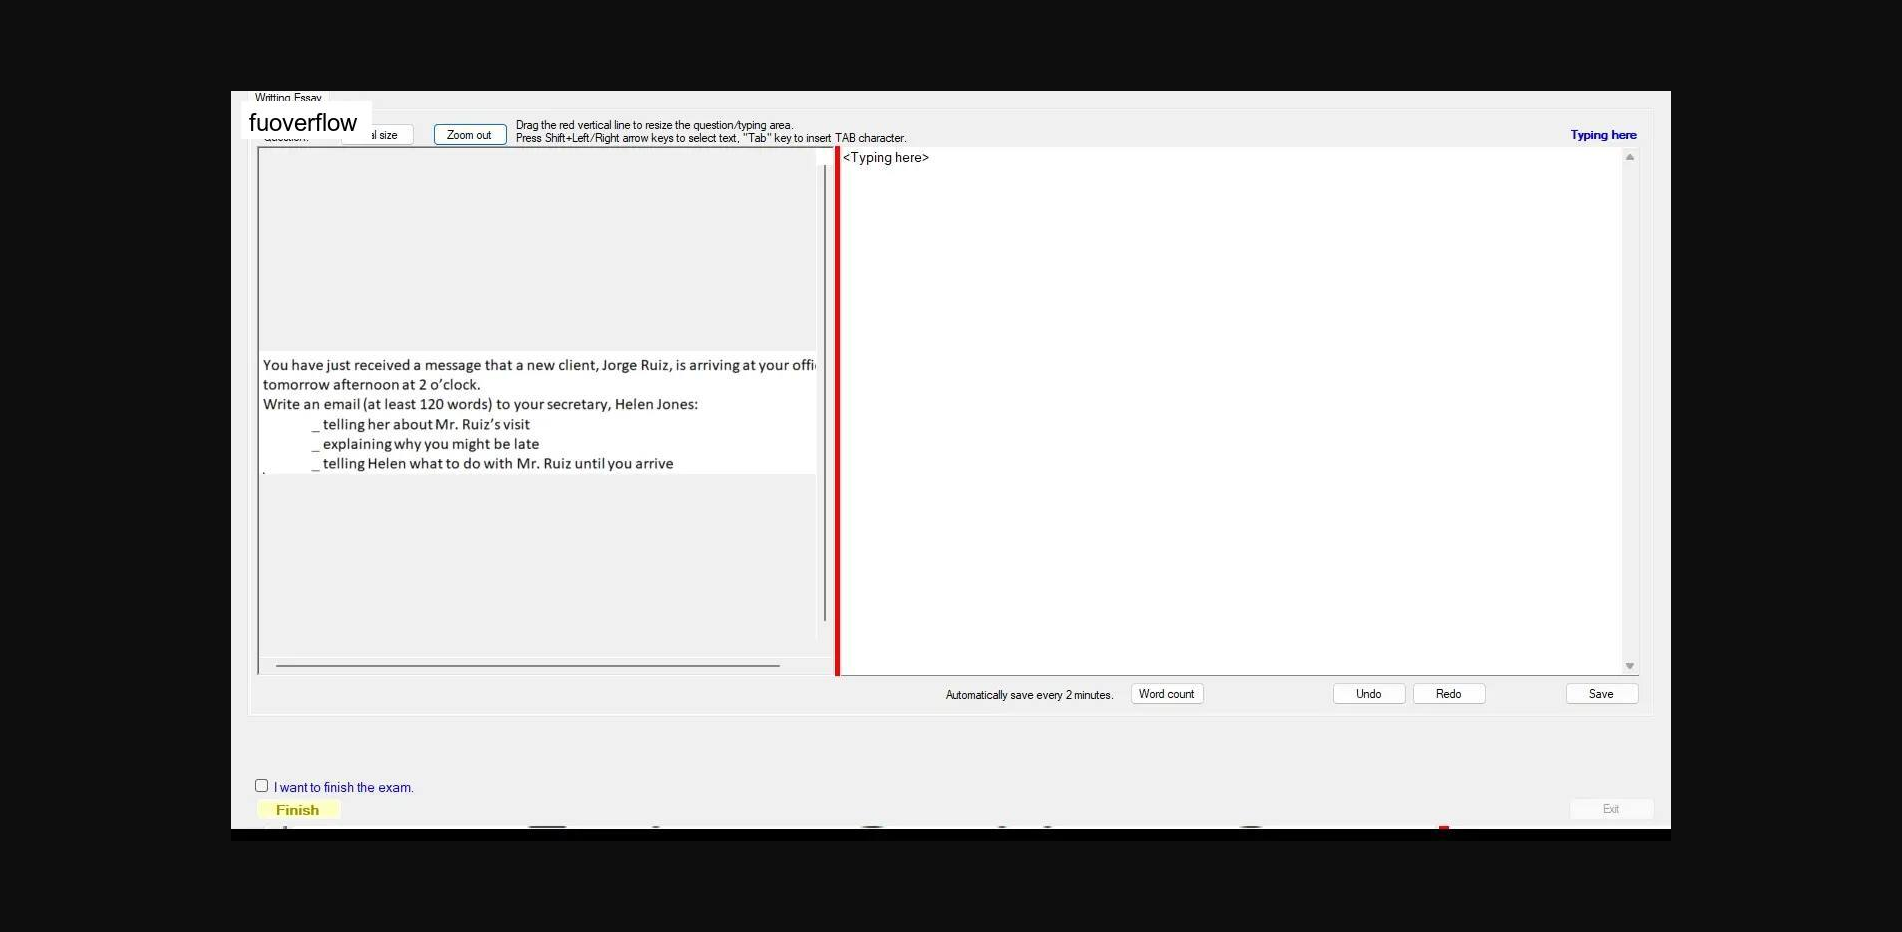 Writting Essay
fuoverflow
al size
Zoom out
Drag the red vertical line to resize the question/typing area.
Press Shift+Left/Right arrow keys to select text, "Tab" key to insert TAB character.
Typing here
<Typing here>
You have just received a message that a new client, Jorge Ruiz, is arriving at your offi
tomorrow afternoon at 2 o'clock.
Write an email (at least 120 words) to your secretary, Helen Jones:
_ telling her about Mr. Ruiz's visit
_ explaining why you might be late
_ telling Helen what to do with Mr. Ruiz until you arrive
Automatically save every 2 minutes.
Word count
Undo
Redo
Save
I want to finish the exam.
Finish
Exit